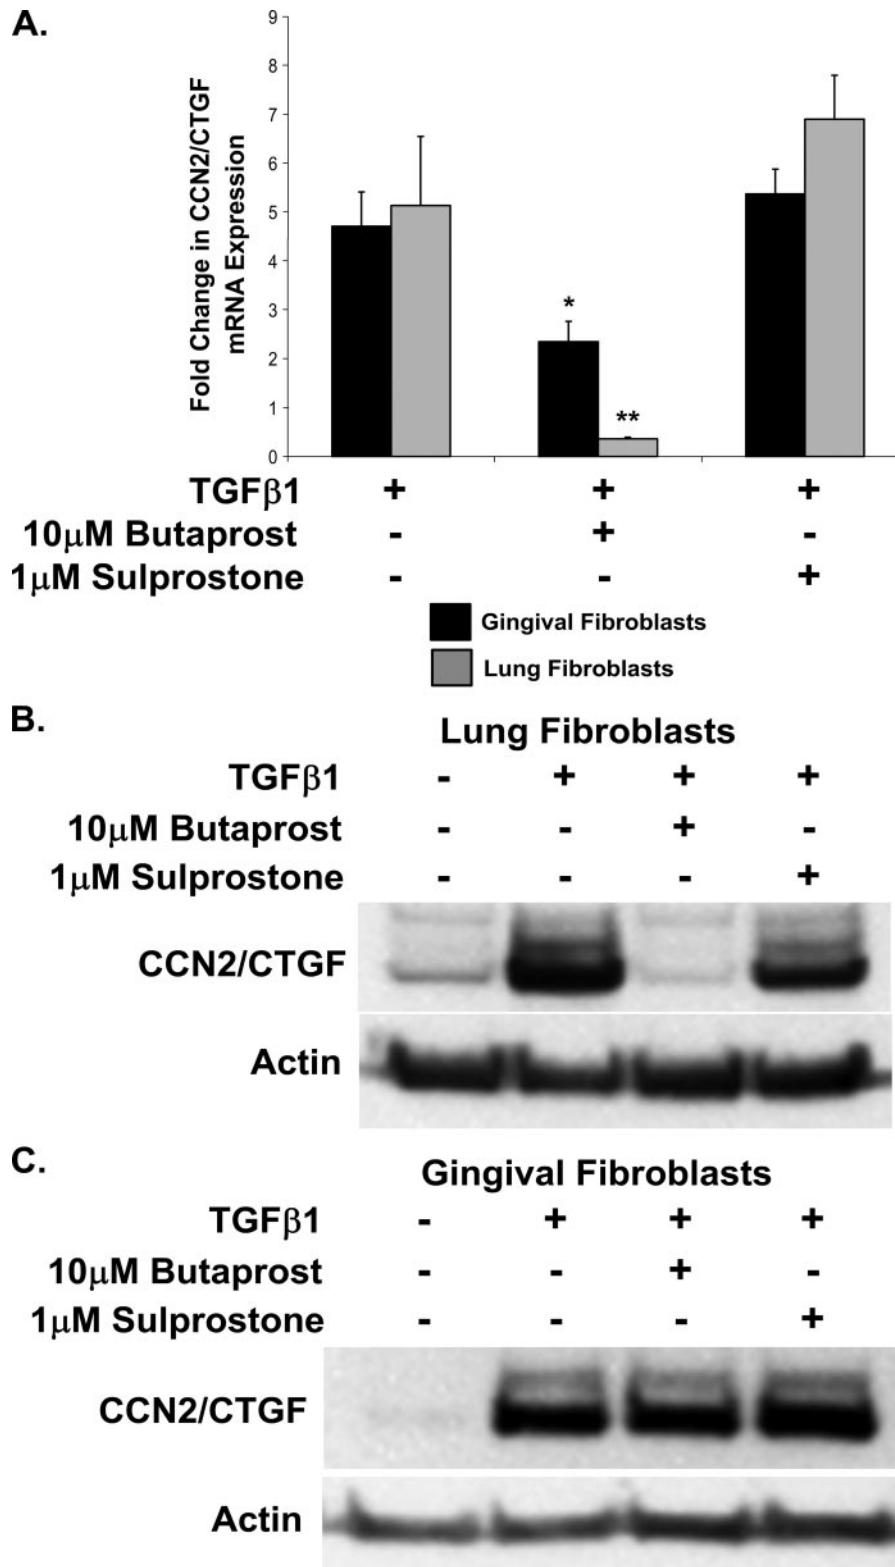 A.
Fold Change in CCN2/CTGF
mRNA Expression
9
8
7
6
5
4
3
2
1
0
*
**
TGFβ1 + + +
10μM Butaprost - + -
1μM Sulprostone - - +
Gingival Fibroblasts
Lung Fibroblasts
B.
Lung Fibroblasts
TGFβ1 - + + +
10μM Butaprost - - + -
1μM Sulprostone - - - +
CCN2/CTGF
Actin
C.
Gingival Fibroblasts
TGFβ1 - + + +
10μM Butaprost - - + -
1μM Sulprostone - - - +
CCN2/CTGF
Actin